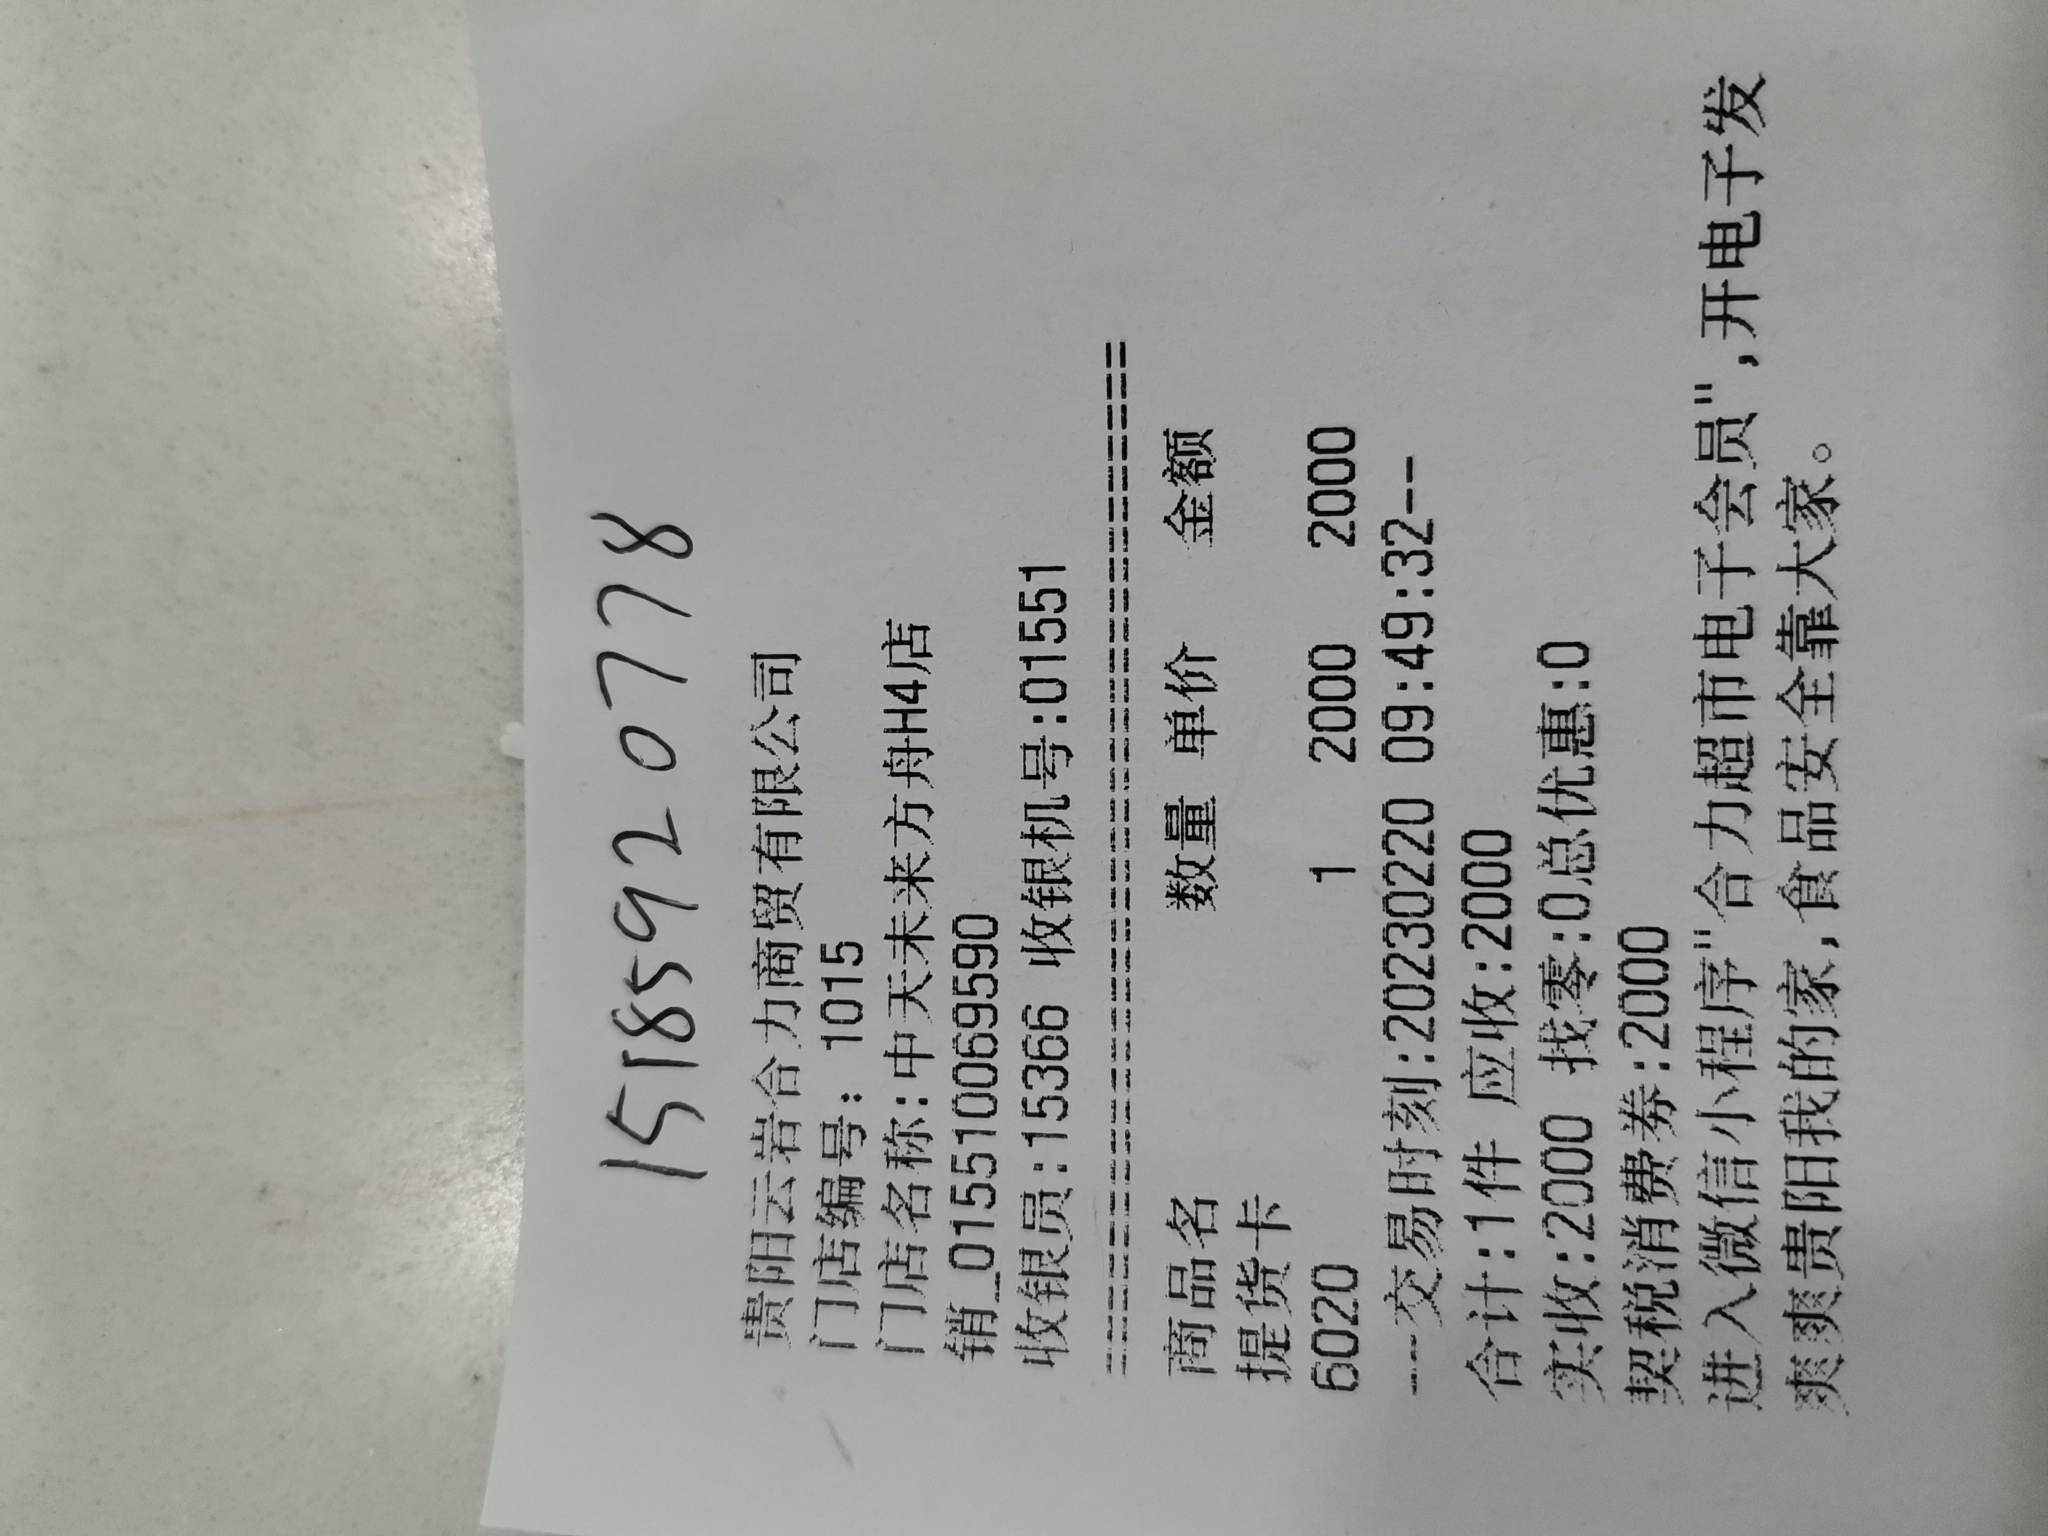 15185920778
贵阳云岩合力商贸有限公司
门店编号: 1015
门店名称:中天未来方舟H4店
销_015510069590
收银员:15366 收银机号:01551
================================
商品名 数量 单价 金额
提货卡
6020 1 2000 2000
---交易时刻:20230220 09:49:32--
合计:1件 应收:2000
实收:2000 找零:0总优惠:0
契税消费券:2000
进入微信小程序"合力超市电子会员",开电子发
爽爽贵阳我的家,食品安全靠大家。